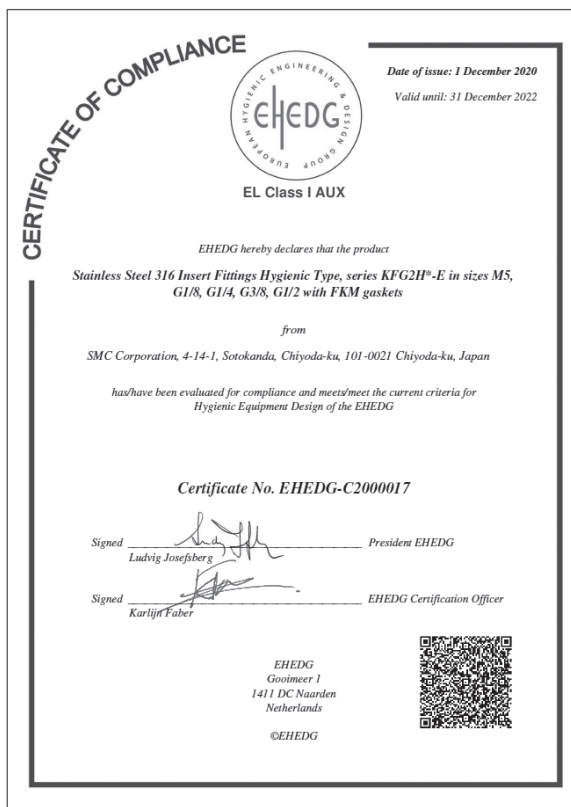 CERTIFICATE OF COMPLIANCE
EUROPEAN HYGIENIC ENGINEERING & DESIGN GROUP
EHEDG
EL Class I AUX
Date of issue: 1 December 2020
Valid until: 31 December 2022
EHEDG hereby declares that the product
Stainless Steel 316 Insert Fittings Hygienic Type, series KFG2H*-E in sizes M5,
G1/8, G1/4, G3/8, G1/2 with FKM gaskets
from
SMC Corporation, 4-14-1, Sotokanda, Chiyoda-ku, 101-0021 Chiyoda-ku, Japan
has/have been evaluated for compliance and meets/meet the current criteria for
Hygienic Equipment Design of the EHEDG
Certificate No. EHEDG-C2000017
Signed President EHEDG
Ludvig Josefsberg
Signed EHEDG Certification Officer
Karlijn Faber
EHEDG
Gooimeer 1
1411 DC Naarden
Netherlands
©EHEDG